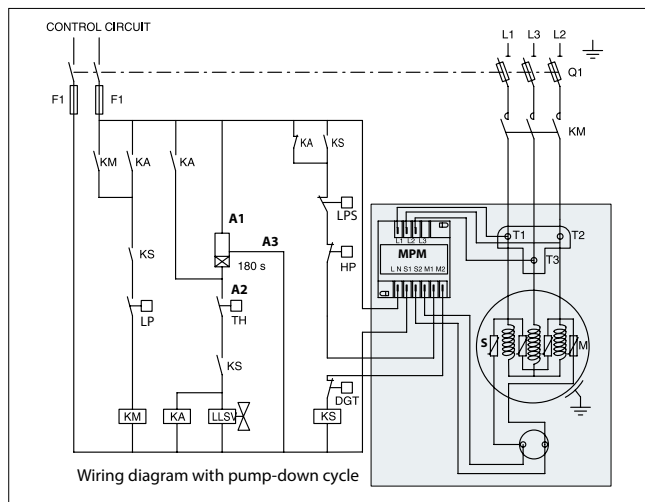 CONTROL CIRCUIT
L1 L3 L2
Q1
F1 F1
KM
KM KA KA KA KS
A1
A3
180 s
LPS
L1 L2 L3
MPM
L N S1 S2 M1 M2
T1 T2
T3
KS
HP
A2
LP
TH
S M
KS
DGT
KM KA LLSV KS
Wiring diagram with pump-down cycle